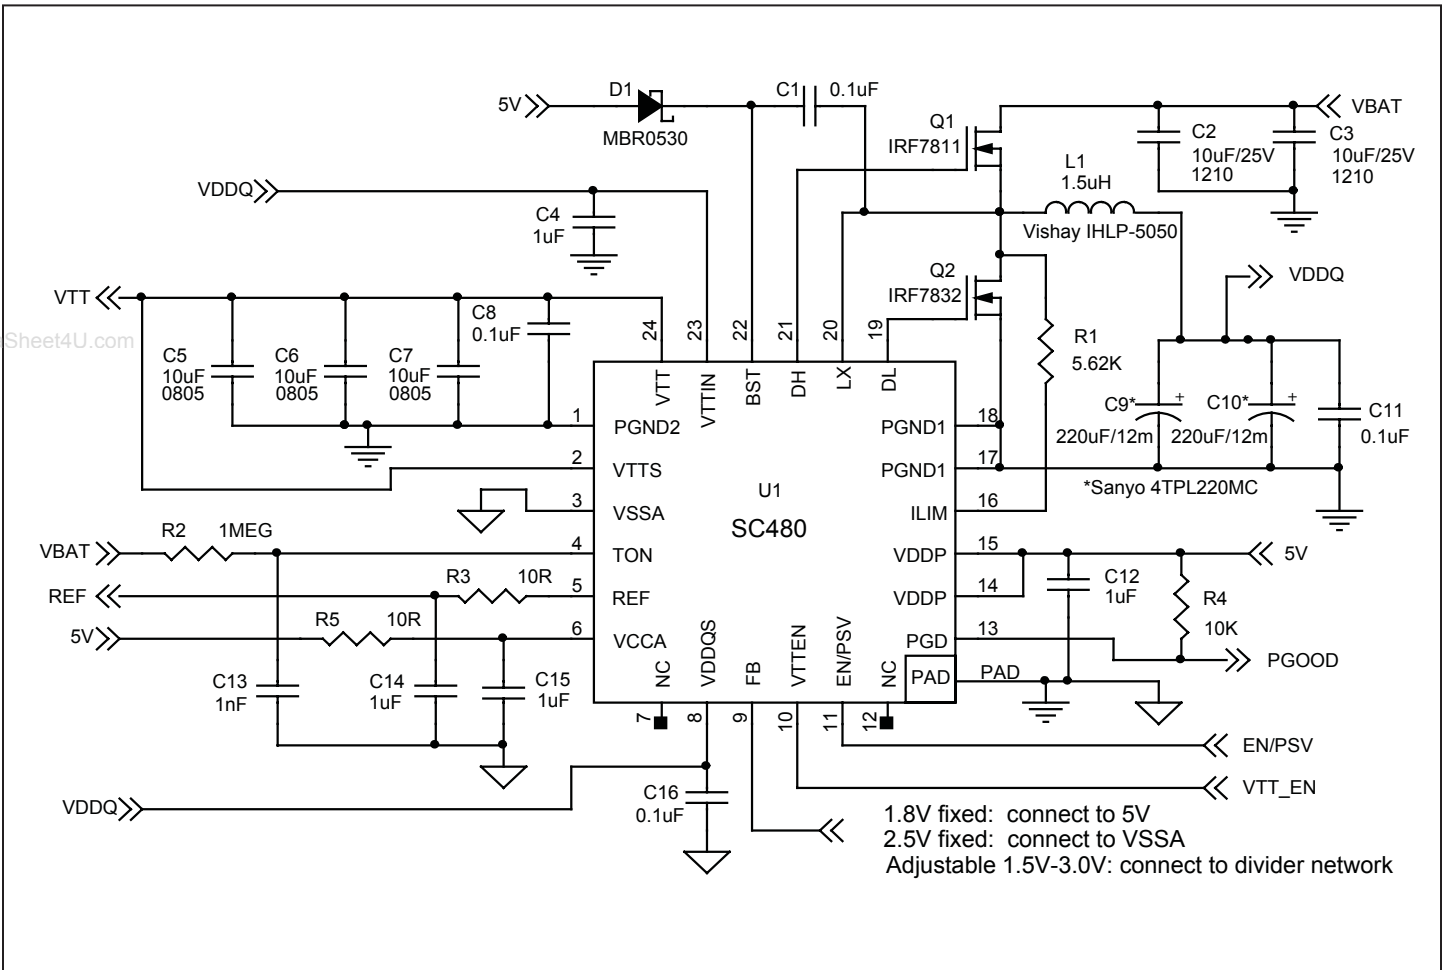 D1
C1 0.1uF
5V
MBR0530
VBAT
Q1
IRF7811
C2
10uF/25V
1210
C3
10uF/25V
1210
L1
1.5uH
Vishay IHLP-5050
VDDQ
C4
1uF
Q2
IRF7832
VDDQ
VTT
C8
0.1uF
24
23
22
21
20
19
R1
5.62K
Sheet4U.com
C5
10uF
0805
C6
10uF
0805
C7
10uF
0805
VTT
VTTIN
BST
DH
LX
DL
C9*
220uF/12m
+
C10*
220uF/12m
+
C11
0.1uF
1
PGND2
PGND1
18
2
VTTS
PGND1
17
*Sanyo 4TPL220MC
U1
SC480
3
VSSA
ILIM
16
R2 1MEG
VBAT
4
TON
VDDP
15
5V
R3 10R
REF
5
REF
VDDP
14
C12
1uF
R4
10K
R5 10R
5V
6
VCCA
PGD
13
PGOOD
NC
VDDQS
FB
VTTEN
EN/PSV
NC
PAD
PAD
C13
1nF
C14
1uF
C15
1uF
7
8
9
10
11
12
EN/PSV
VTT_EN
VDDQ
C16
0.1uF
1.8V fixed: connect to 5V
2.5V fixed: connect to VSSA
Adjustable 1.5V-3.0V: connect to divider network